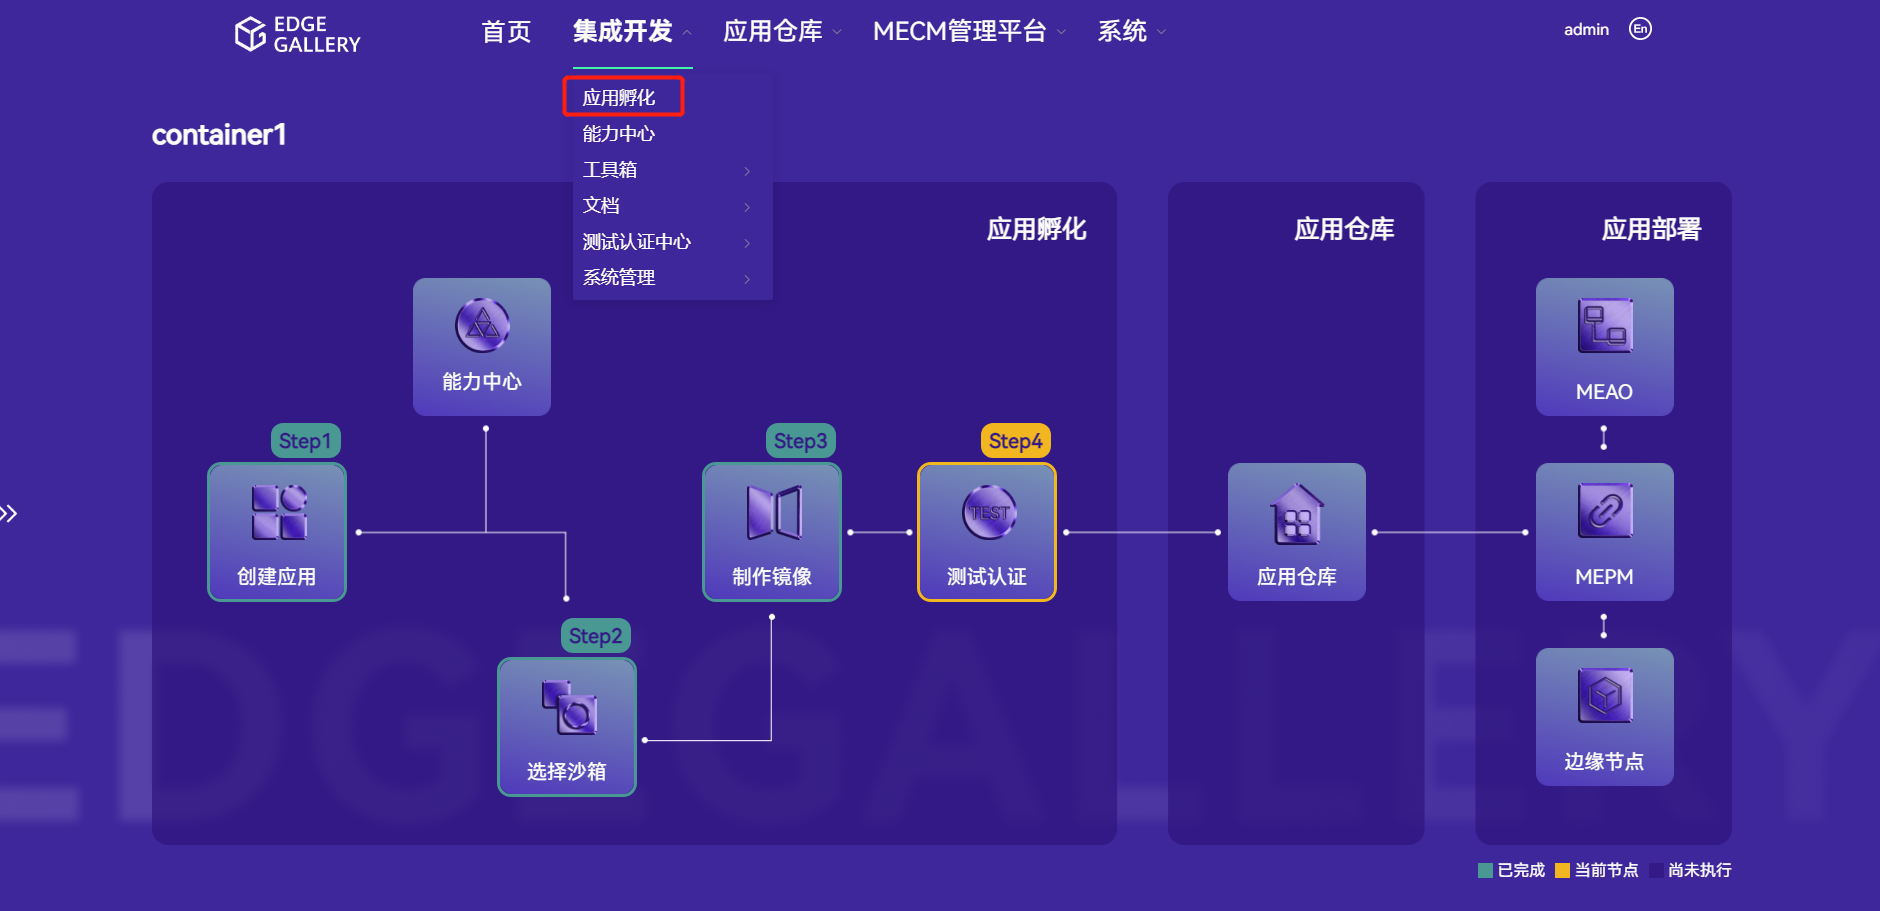 EDGE
GALLERY
首页
集成开发
应用仓库
MECM管理平台
系统
admin
En
应用孵化
能力中心
工具箱
文档
测试认证中心
系统管理
container1
应用孵化
应用仓库
应用部署
能力中心
MEAO
Step1
Step3
Step4
创建应用
制作镜像
TEST
测试认证
应用仓库
MEPM
Step2
选择沙箱
边缘节点
EDGE GALLERY
已完成
当前节点
尚未执行